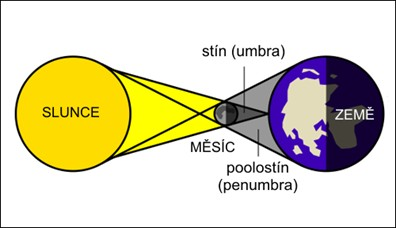 stín (umbra)
SLUNCE
ZEMĚ
MĚSÍC
poolostín
(penumbra)